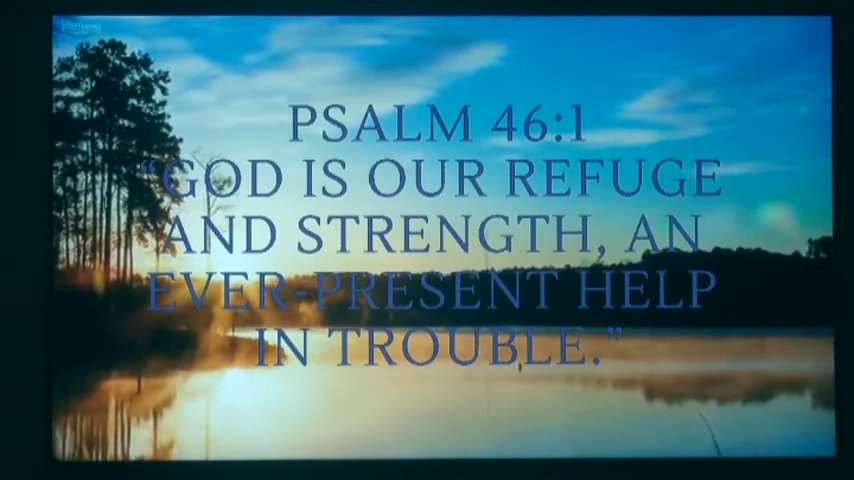 PSALM 46:1
“GOD IS OUR REFUGE
AND STRENGTH, AN
EVER-PRESENT HELP
IN TROUBLE.”